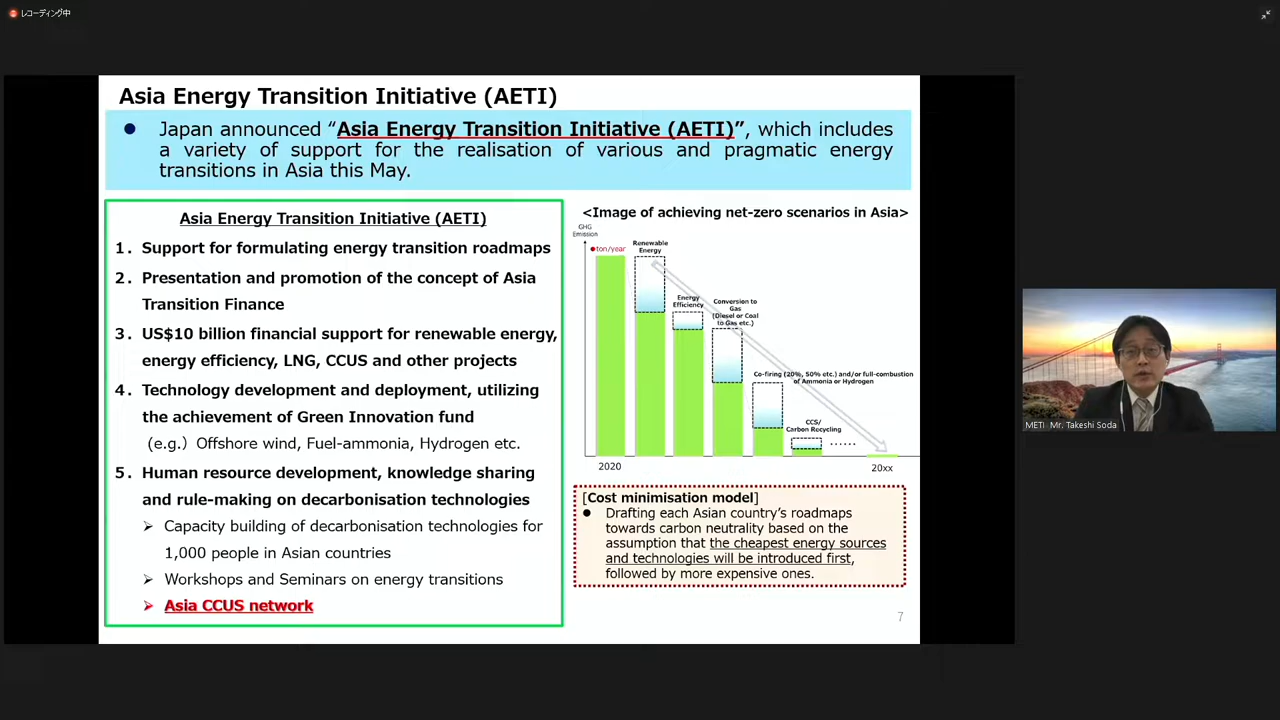 レコーディング中
Asia Energy Transition Initiative (AETI)
● Japan announced “Asia Energy Transition Initiative (AETI)”, which includes
a variety of support for the realisation of various and pragmatic energy
transitions in Asia this May.
Asia Energy Transition Initiative (AETI)
1. Support for formulating energy transition roadmaps
2. Presentation and promotion of the concept of Asia
Transition Finance
3. US$10 billion financial support for renewable energy,
energy efficiency, LNG, CCUS and other projects
4. Technology development and deployment, utilizing
the achievement of Green Innovation fund
(e.g.) Offshore wind, Fuel-ammonia, Hydrogen etc.
5. Human resource development, knowledge sharing
and rule-making on decarbonisation technologies
➢ Capacity building of decarbonisation technologies for
1,000 people in Asian countries
➢ Workshops and Seminars on energy transitions
➢ Asia CCUS network
<Image of achieving net-zero scenarios in Asia>
GHG
Emission
●ton/year
Renewable
Energy
Energy
Efficiency
Conversion to
Gas
(Diesel or Coal
to Gas etc.)
Co-firing (20%, 50% etc.) and/or full-combustion
of Ammonia or Hydrogen
CCS/
Carbon Recycling
……
2020
20xx
[Cost minimisation model]
● Drafting each Asian country’s roadmaps
towards carbon neutrality based on the
assumption that the cheapest energy sources
and technologies will be introduced first,
followed by more expensive ones.
7
METI Mr. Takeshi Soda